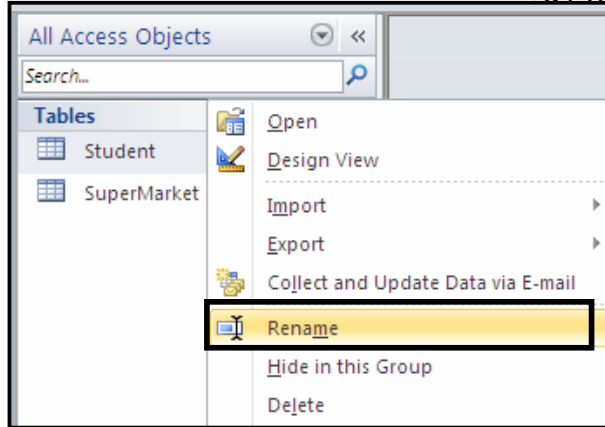 All Access Objects
Search...
Tables
Student
SuperMarket
Open
Design View
Import
Export
Collect and Update Data via E-mail
Rename
Hide in this Group
Delete